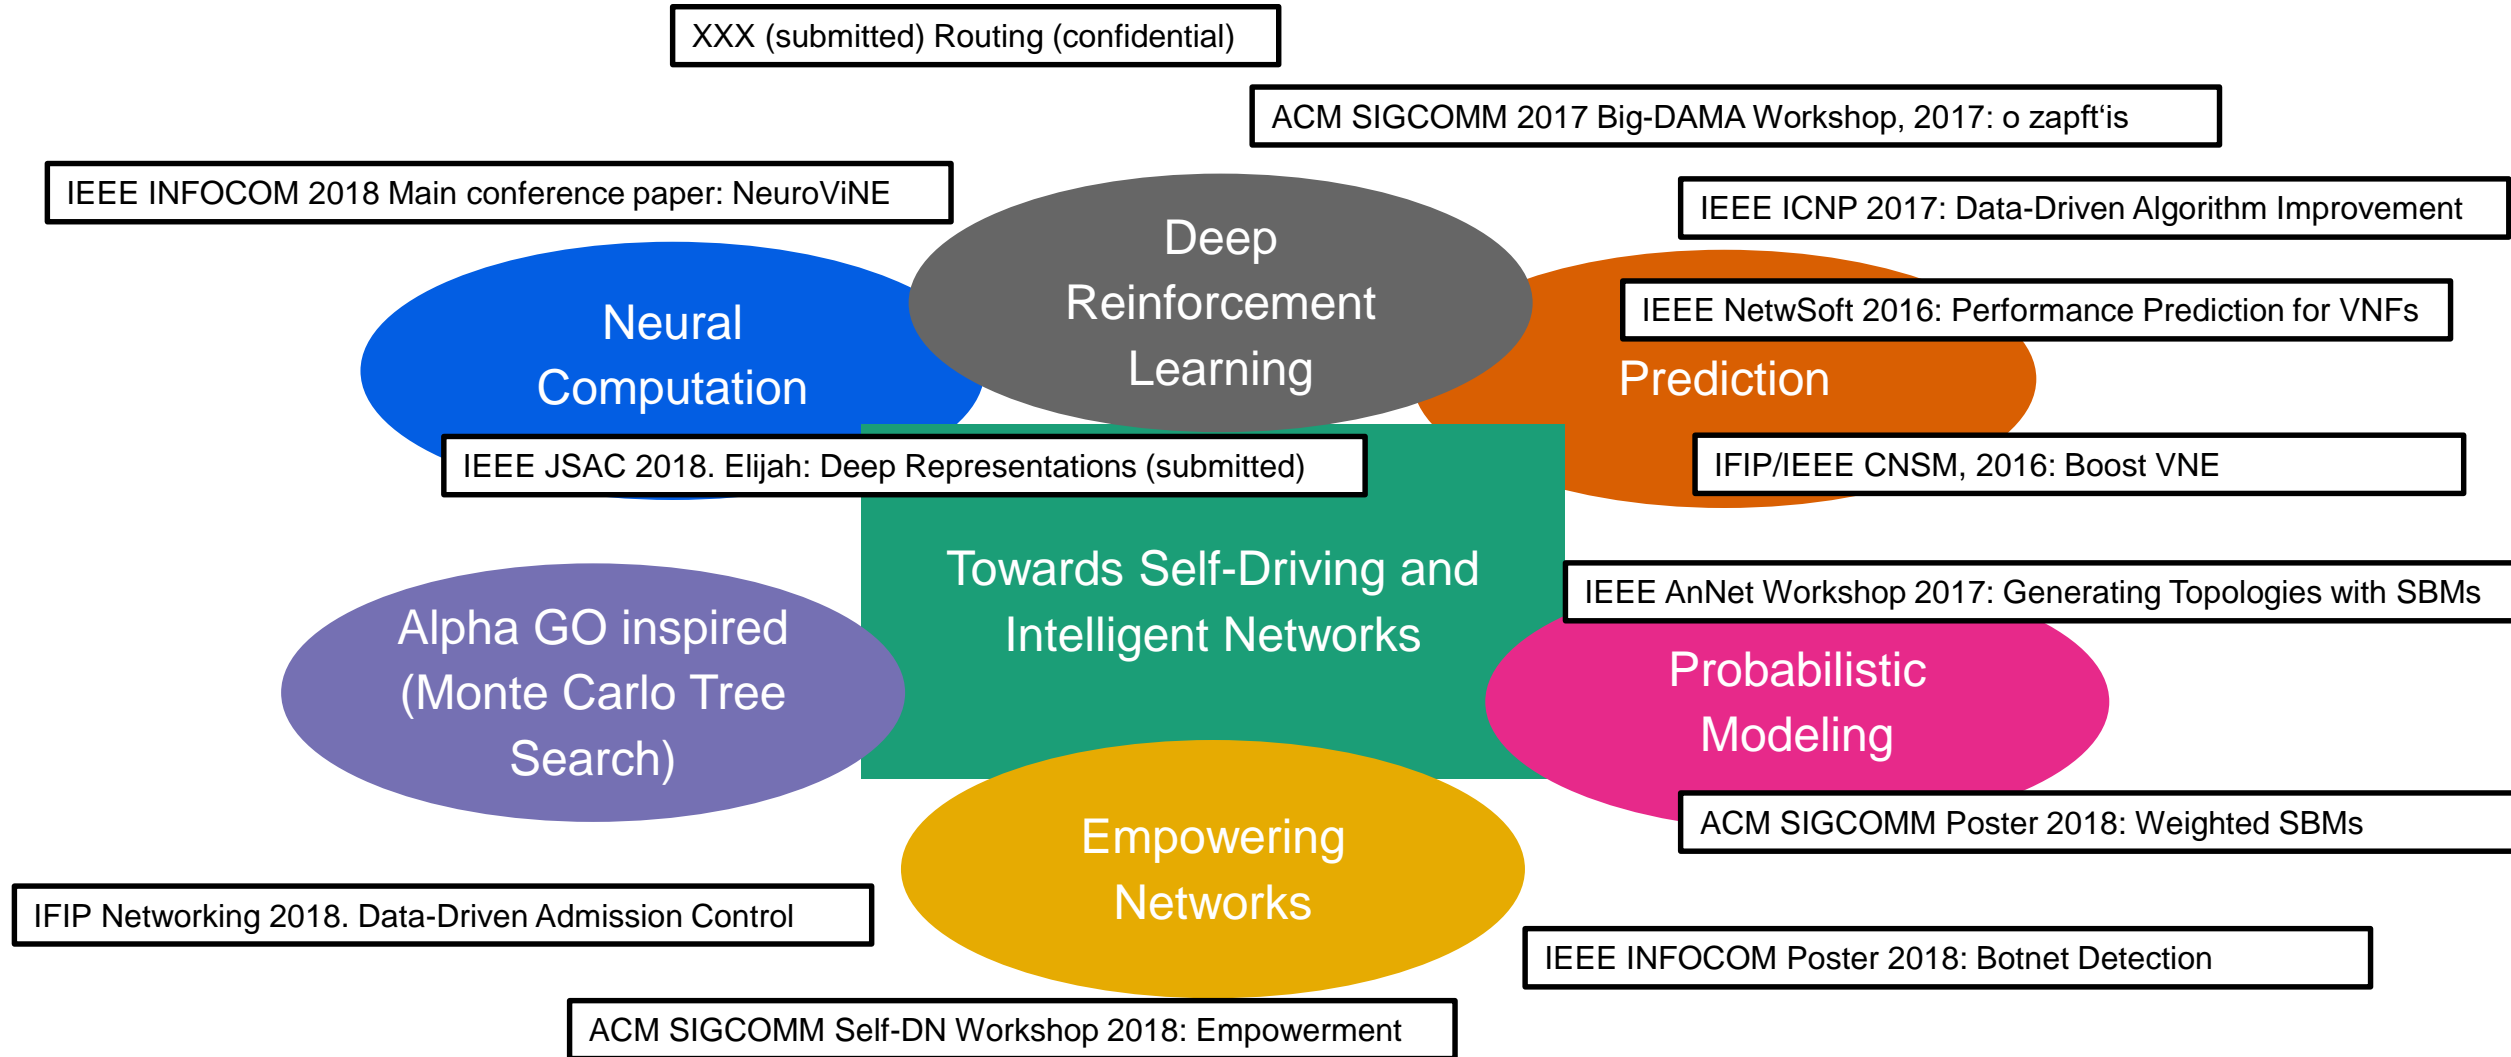 XXX (submitted) Routing (confidential)
ACM SIGCOMM 2017 Big-DAMA Workshop, 2017: o zapft‘is
IEEE INFOCOM 2018 Main conference paper: NeuroViNE
IEEE ICNP 2017: Data-Driven Algorithm Improvement
Deep
Reinforcement
Learning
Neural
Computation
IEEE NetwSoft 2016: Performance Prediction for VNFs
Prediction
IEEE JSAC 2018. Elijah: Deep Representations (submitted)
IFIP/IEEE CNSM, 2016: Boost VNE
Towards Self-Driving and
Intelligent Networks
IEEE AnNet Workshop 2017: Generating Topologies with SBMs
Alpha GO inspired
(Monte Carlo Tree
Search)
Probabilistic
Modeling
ACM SIGCOMM Poster 2018: Weighted SBMs
Empowering
Networks
IFIP Networking 2018. Data-Driven Admission Control
IEEE INFOCOM Poster 2018: Botnet Detection
ACM SIGCOMM Self-DN Workshop 2018: Empowerment